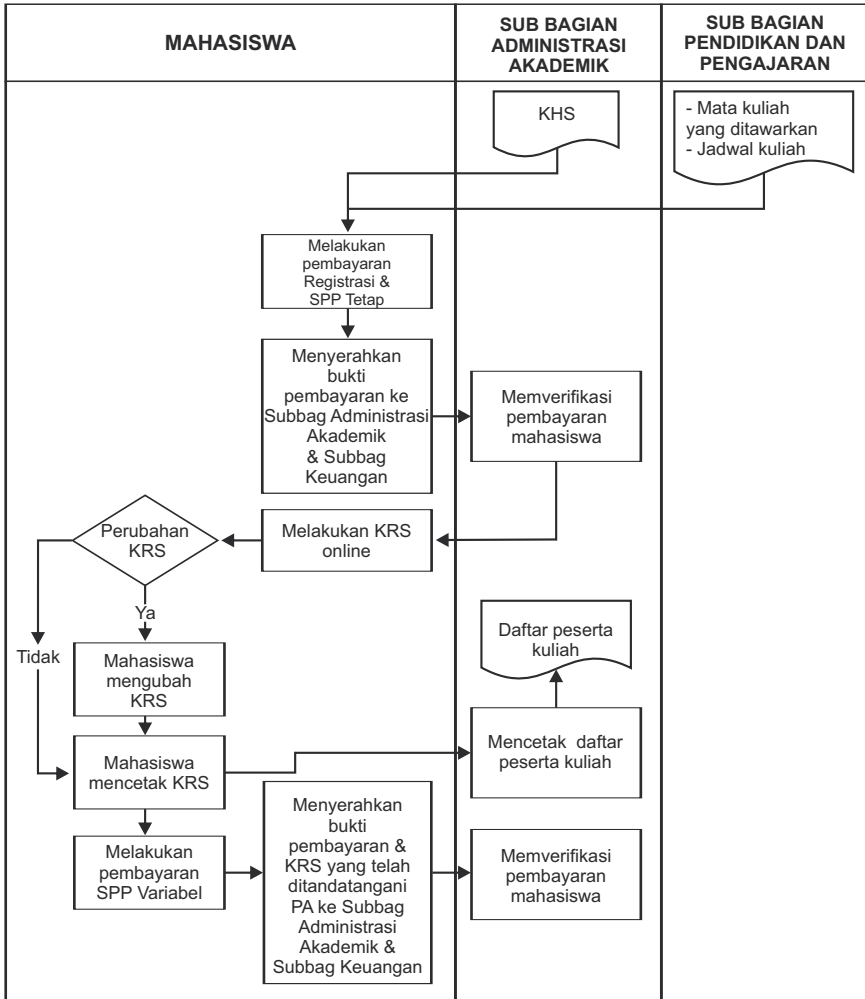 MAHASISWA
SUB BAGIAN
ADMINISTRASI
AKADEMIK
SUB BAGIAN
PENDIDIKAN DAN
PENGAJARAN
KHS
- Mata kuliah
yang ditawarkan
- Jadwal kuliah
Melakukan
pembayaran
Registrasi &
SPP Tetap
Menyerahkan
bukti
pembayaran ke
Subbag Administrasi
Akademik
& Subbag
Keuangan
Memverifikasi
pembayaran
mahasiswa
Melakukan KRS
online
Perubahan
KRS
Ya
Tidak
Mahasiswa
mengubah
KRS
Daftar peserta
kuliah
Mahasiswa
mencetak KRS
Mencetak daftar
peserta kuliah
Melakukan
pembayaran
SPP Variabel
Menyerahkan
bukti
pembayaran &
KRS yang telah
ditandatangani
PA ke Subbag
Administrasi
Akademik &
Subbag Keuangan
Memverifikasi
pembayaran
mahasiswa